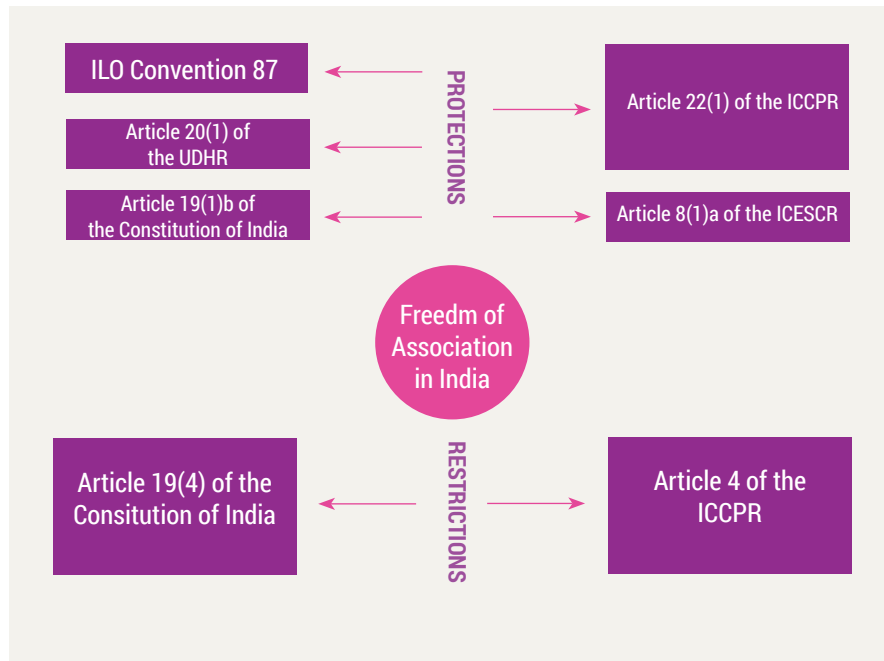 ILO Convention 87
Article 20(1) of
the UDHR
Article 19(1)b of
the Constitution of India
PROTECTIONS
Article 22(1) of the ICCPR
Article 8(1)a of the ICESCR
Freedm of
Association
in India
Article 19(4) of the
Consitution of India
RESTRICTIONS
Article 4 of the
ICCPR